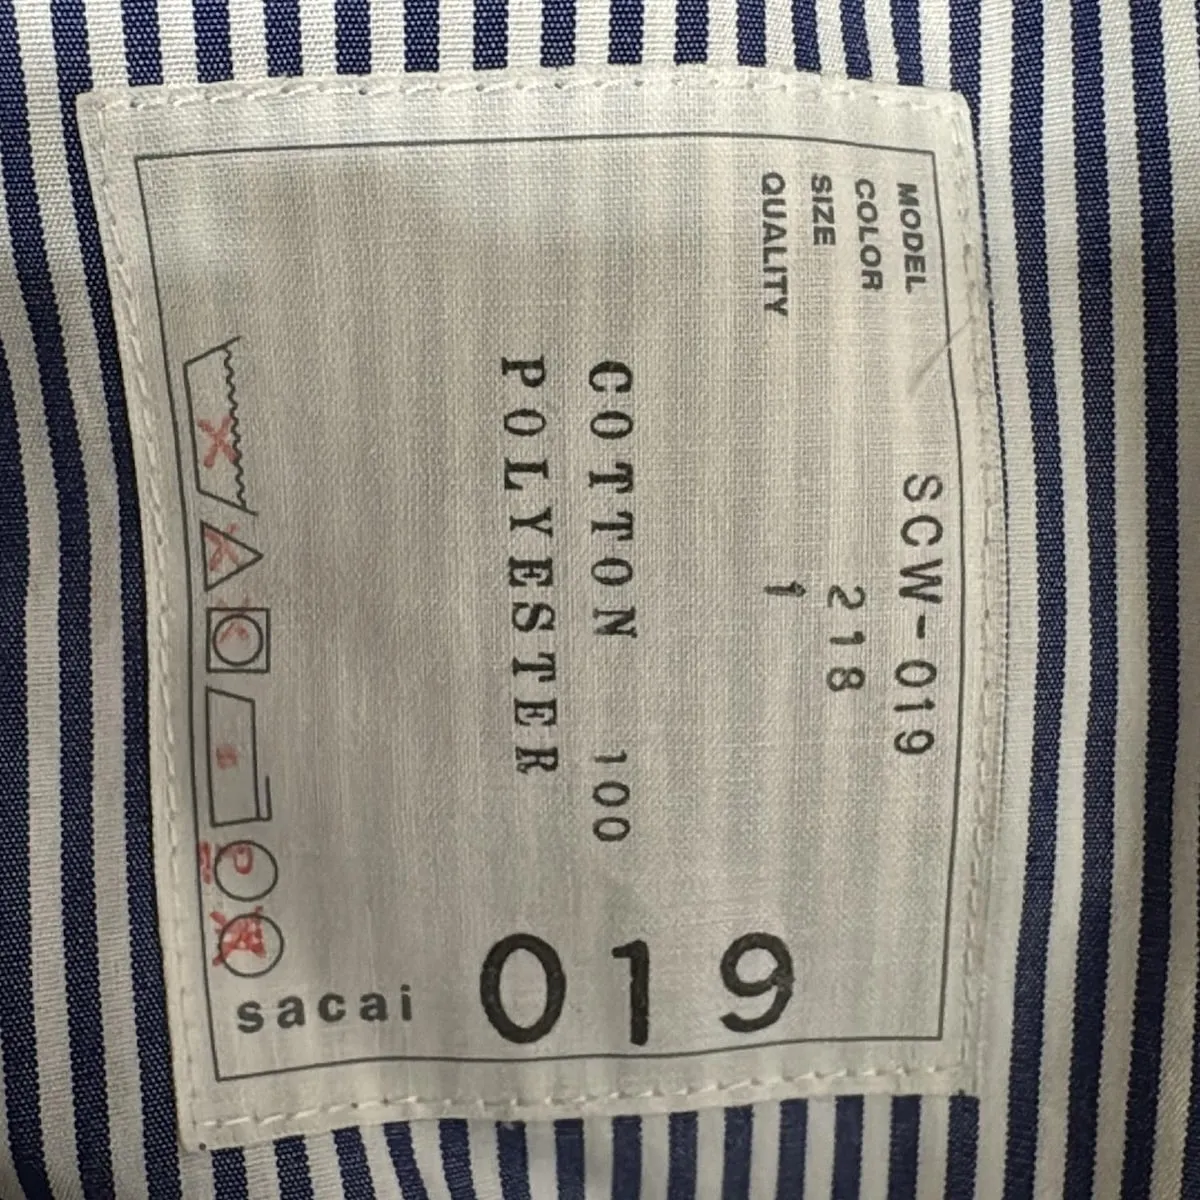 MODEL SCW-019
COLOR 218
SIZE 1
QUALITY
COTTON 100
POLYESTER
019
P
sacai